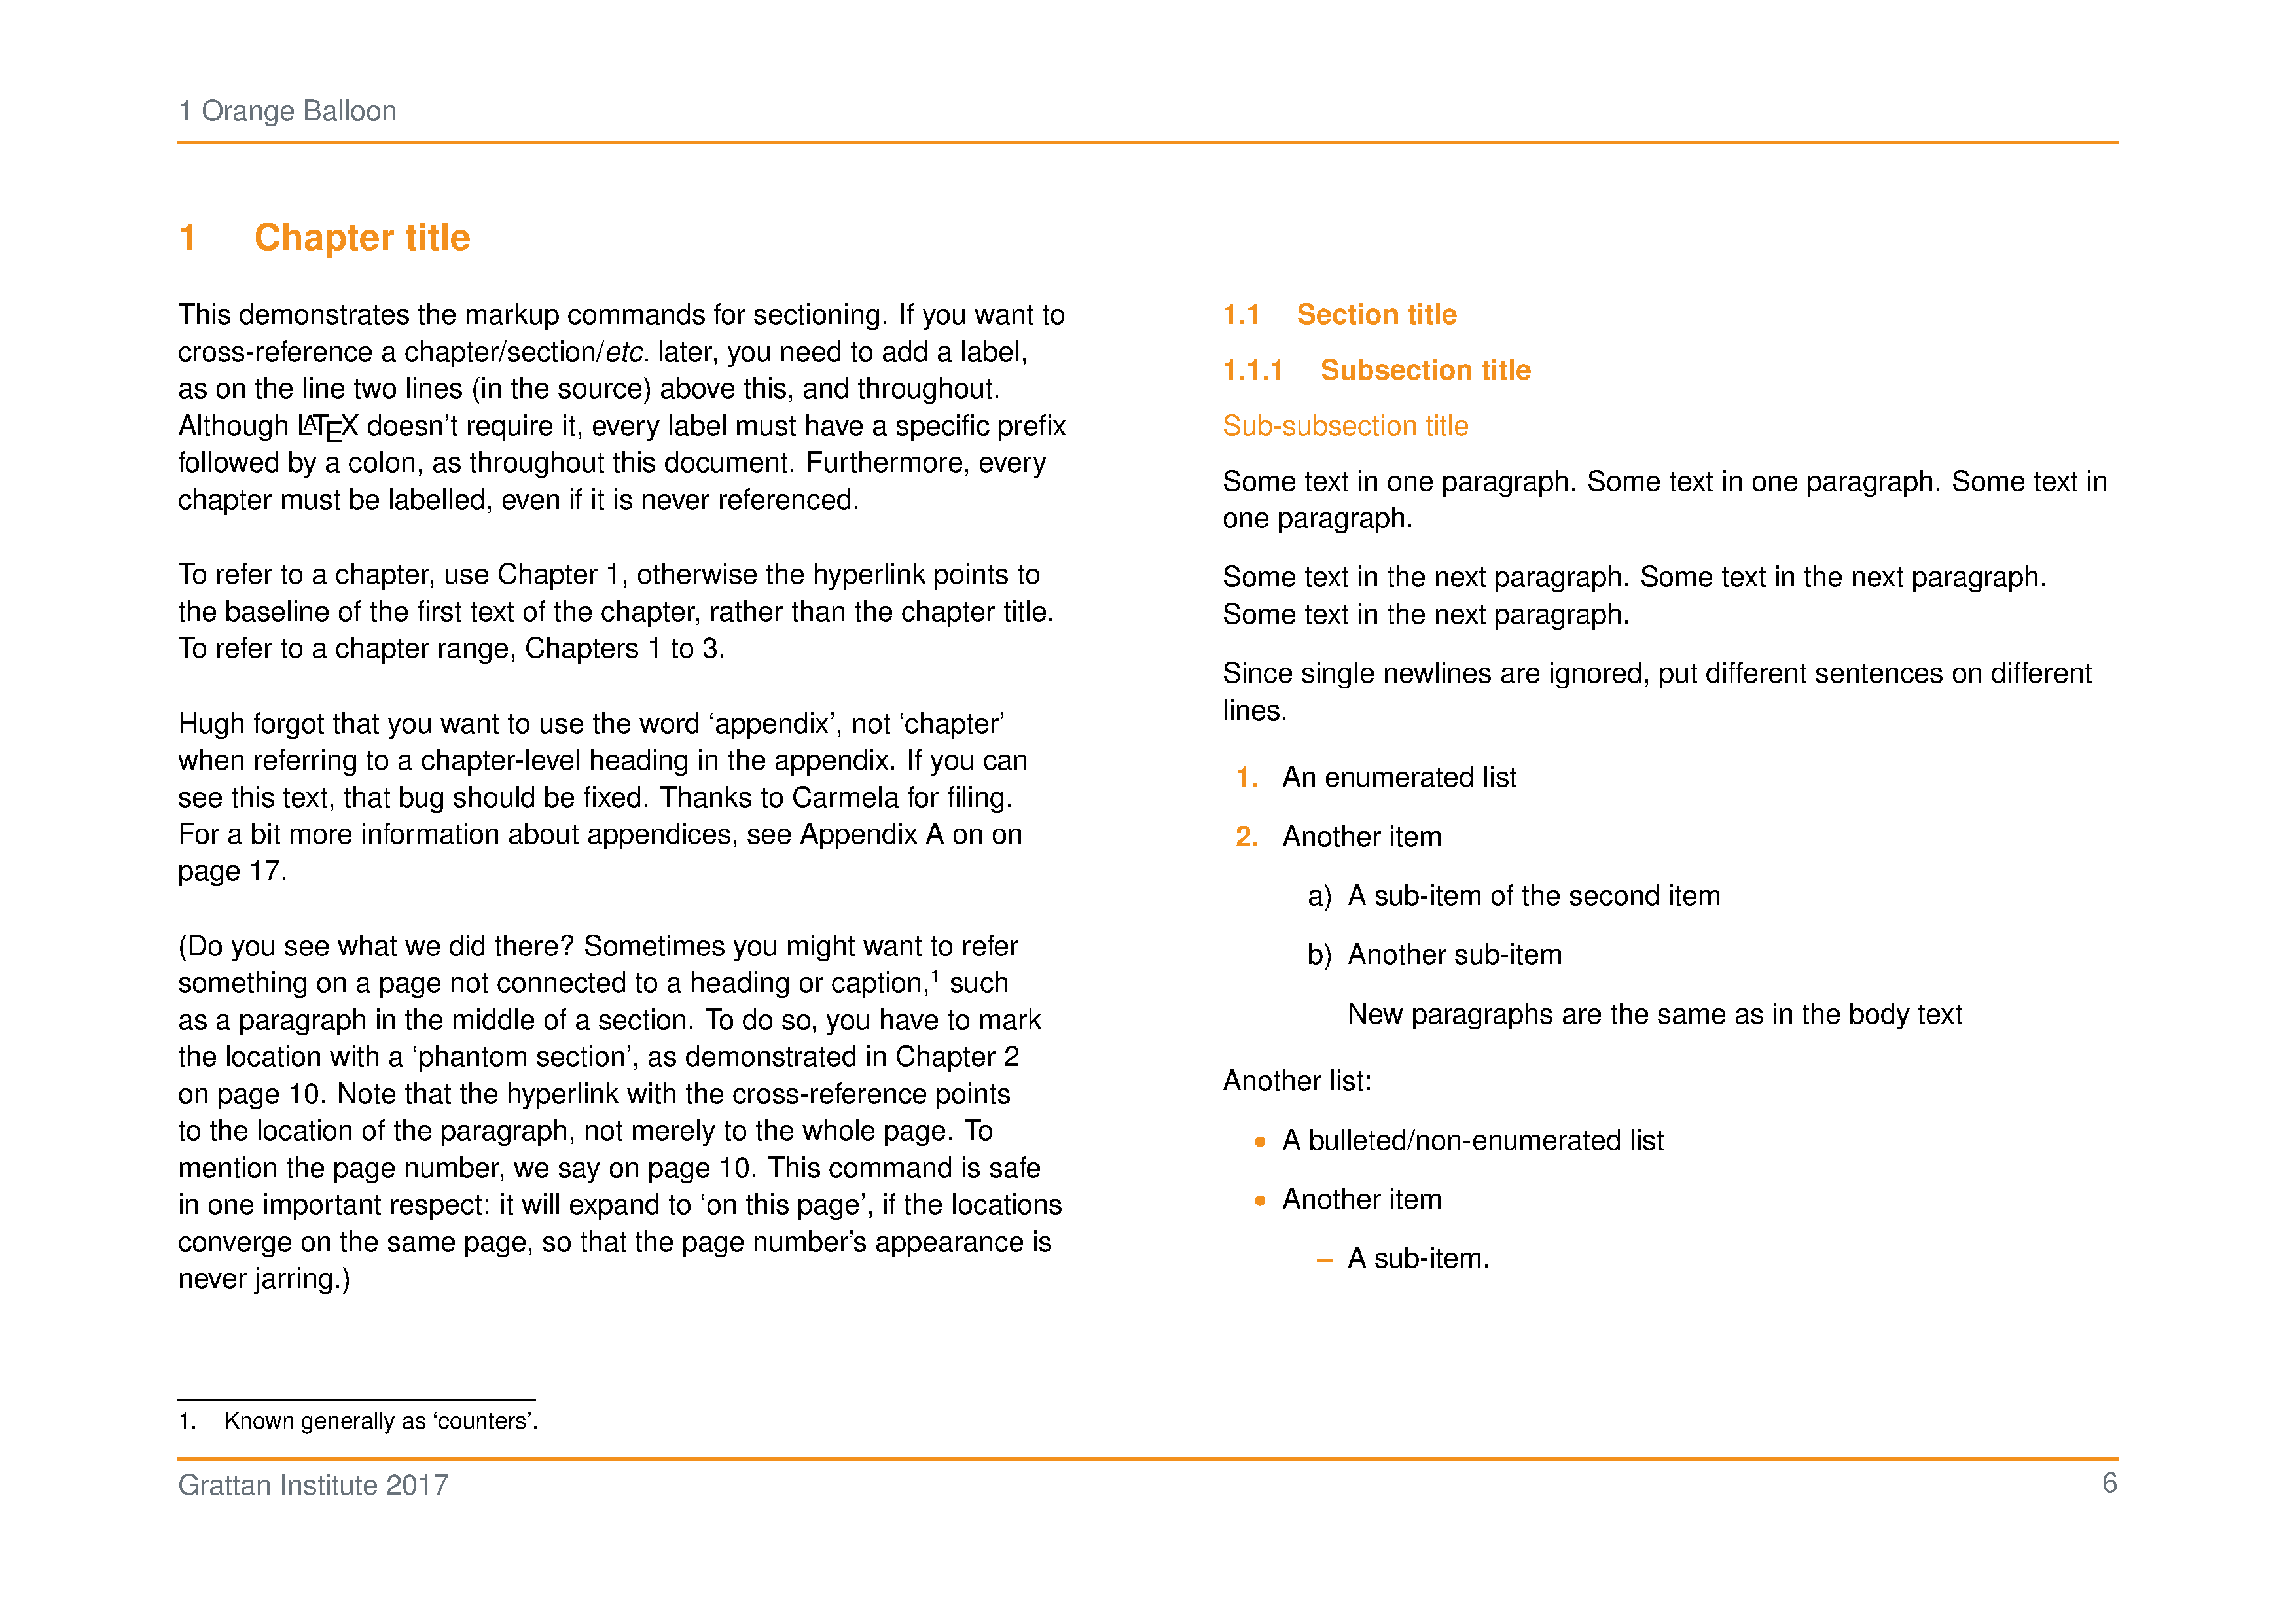 1 Orange Balloon
1 Chapter title
This demonstrates the markup commands for sectioning. If you want to
cross-reference a chapter/section/etc. later, you need to add a label,
as on the line two lines (in the source) above this, and throughout.
Although LATEX doesn't require it, every label must have a specific prefix
followed by a colon, as throughout this document. Furthermore, every
chapter must be labelled, even if it is never referenced.
To refer to a chapter, use Chapter 1, otherwise the hyperlink points to
the baseline of the first text of the chapter, rather than the chapter title.
To refer to a chapter range, Chapters 1 to 3.
Hugh forgot that you want to use the word ‘appendix’, not ‘chapter’
when referring to a chapter-level heading in the appendix. If you can
see this text, that bug should be fixed. Thanks to Carmela for filing.
For a bit more information about appendices, see Appendix A on on
page 17.
(Do you see what we did there? Sometimes you might want to refer
something on a page not connected to a heading or caption,¹ such
as a paragraph in the middle of a section. To do so, you have to mark
the location with a ‘phantom section’, as demonstrated in Chapter 2
on page 10. Note that the hyperlink with the cross-reference points
to the location of the paragraph, not merely to the whole page. To
mention the page number, we say on page 10. This command is safe
in one important respect: it will expand to ‘on this page’, if the locations
converge on the same page, so that the page number’s appearance is
never jarring.)
1. Known generally as ‘counters’.
1.1 Section title
1.1.1 Subsection title
Sub-subsection title
Some text in one paragraph. Some text in one paragraph. Some text in
one paragraph.
Some text in the next paragraph. Some text in the next paragraph.
Some text in the next paragraph.
Since single newlines are ignored, put different sentences on different
lines.
1. An enumerated list
2. Another item
a) A sub-item of the second item
b) Another sub-item
New paragraphs are the same as in the body text
Another list:
• A bulleted/non-enumerated list
• Another item
– A sub-item.
Grattan Institute 2017
6